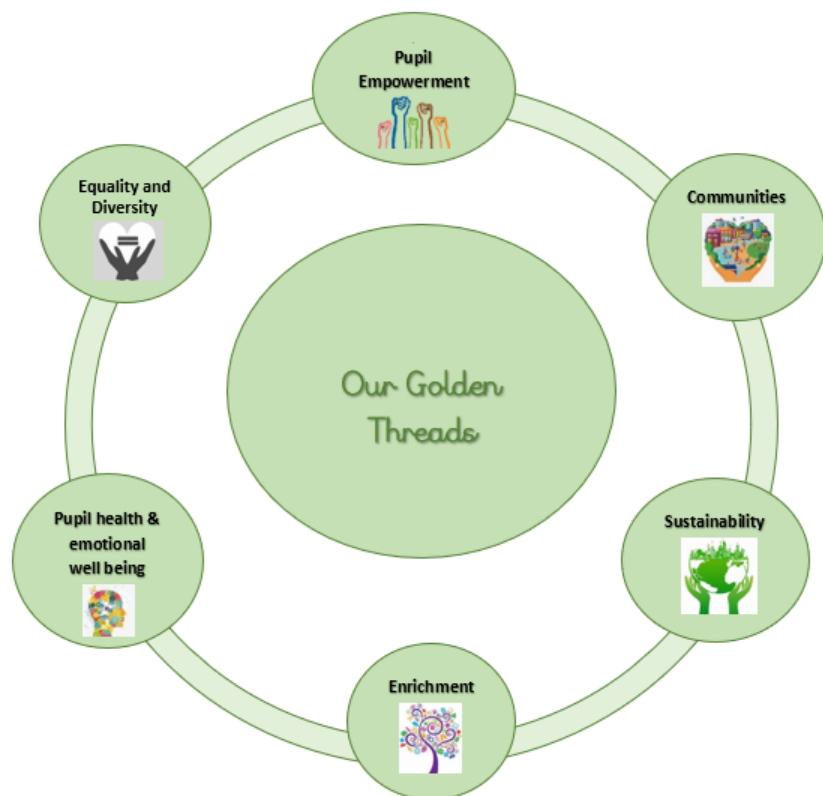 Pupil
Empowerment
Equality and
Diversity
Communities
Our Golden
Threads
Pupil health &
emotional
well being
Sustainability
Enrichment